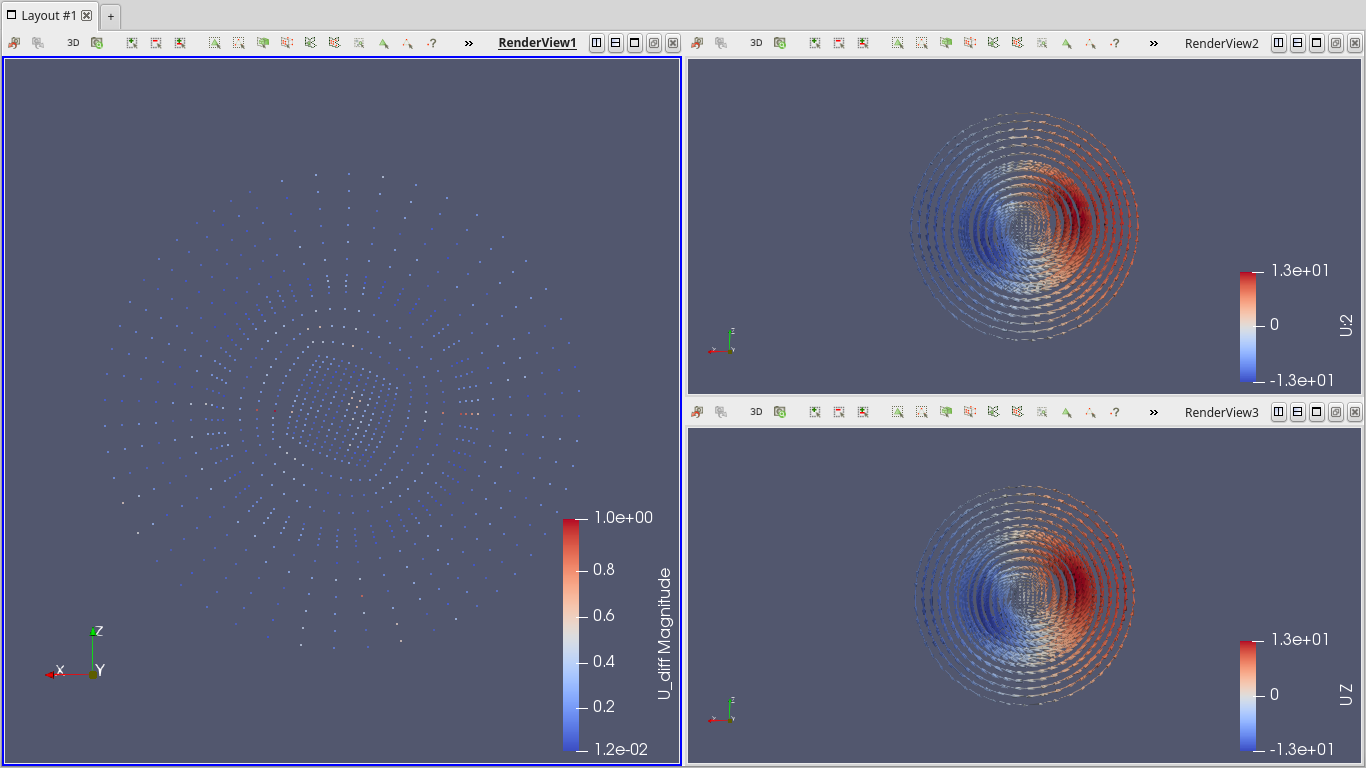 Layout #1
+
3D
»
RenderView1
1.0e+00
0.8
0.6
0.4
0.2
1.2e-02
U_diff Magnitude
Z
X
Y
3D
»
RenderView2
1.3e+01
0
-1.3e+01
U:2
Z
X
Y
3D
»
RenderView3
1.3e+01
0
-1.3e+01
U Z
Z
X
Y